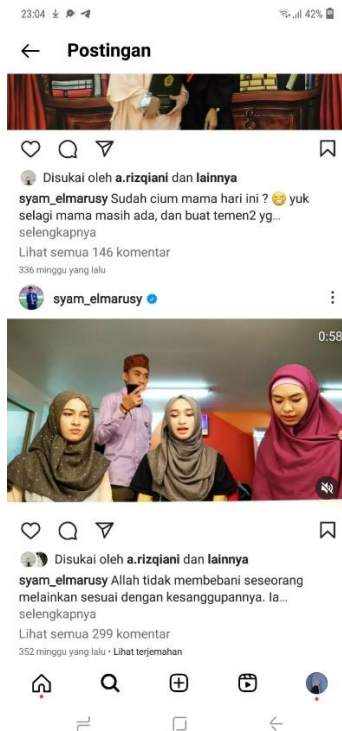 23:04
42%
Postingan
Disukai oleh a.rizqiani dan lainnya
syam_elmarusy Sudah cium mama hari ini ? 😙 yuk
selagi mama masih ada, dan buat temen2 yg...
selengkapnya
Lihat semua 146 komentar
336 minggu yang lalu
syam_elmarusy
0:58
Disukai oleh a.rizqiani dan lainnya
syam_elmarusy Allah tidak membebani seseorang
melainkan sesuai dengan kesanggupannya. Ia...
selengkapnya
Lihat semua 299 komentar
352 minggu yang lalu • Lihat terjemahan